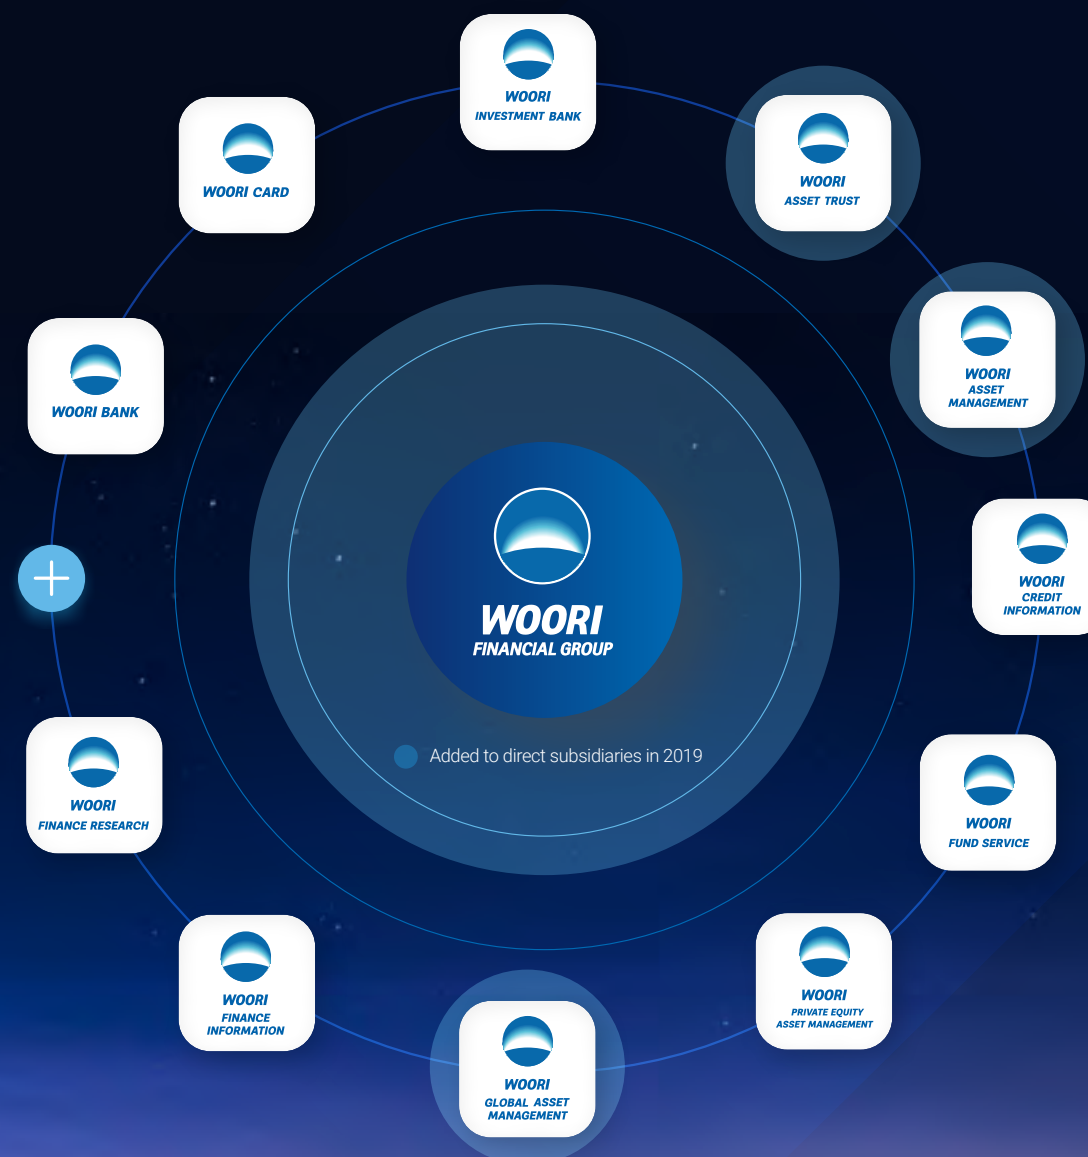 WOORI
INVESTMENT BANK
WOORI
ASSET TRUST
WOORI CARD
WOORI
ASSET
MANAGEMENT
WOORI BANK
WOORI
CREDIT
INFORMATION
WOORI
FINANCIAL GROUP
Added to direct subsidiaries in 2019
WOORI
FINANCE RESEARCH
WOORI
FUND SERVICE
WOORI
FINANCE
INFORMATION
WOORI
PRIVATE EQUITY
ASSET MANAGEMENT
WOORI
GLOBAL ASSET
MANAGEMENT